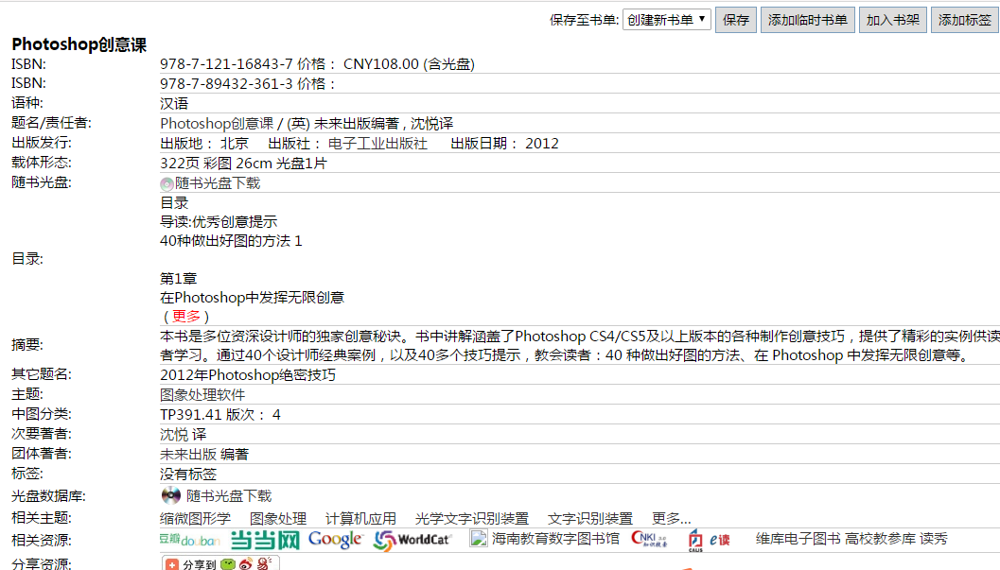 保存至书单: 创建新书单 保存 添加临时书单 加入书架 添加标签
Photoshop创意课
ISBN: 978-7-121-16843-7 价格： CNY108.00 (含光盘)
ISBN: 978-7-89432-361-3 价格：
语种: 汉语
题名/责任者: Photoshop创意课 / (英) 未来出版编著 , 沈悦译
出版发行: 出版地： 北京 出版社： 电子工业出版社 出版日期： 2012
载体形态: 322页 彩图 26cm 光盘1片
随书光盘: 随书光盘下载
目录
导读:优秀创意提示
40种做出好图的方法 1
目录:
第1章
在Photoshop中发挥无限创意
( 更多 )
摘要: 本书是多位资深设计师的独家创意秘诀。书中讲解涵盖了Photoshop CS4/CS5及以上版本的各种制作创意技巧，提供了精彩的实例供读
者学习。通过40个设计师经典案例，以及40多个技巧提示，教会读者：40 种做出好图的方法、在 Photoshop 中发挥无限创意等。
其它题名: 2012年Photoshop绝密技巧
主题: 图象处理软件
中图分类: TP391.41 版次： 4
次要著者: 沈悦 译
团体著者: 未来出版 编著
标签: 没有标签
光盘数据库: 随书光盘下载
相关主题: 缩微图形学 图象处理 计算机应用 光学文字识别装置 文字识别装置 更多...
相关资源: 豆瓣douban 当当网 Google WorldCat 海南教育数字图书馆 CNKI 知识搜索 CALIS e读 维库电子图书 高校教参库 读秀
分享资源: 分享到